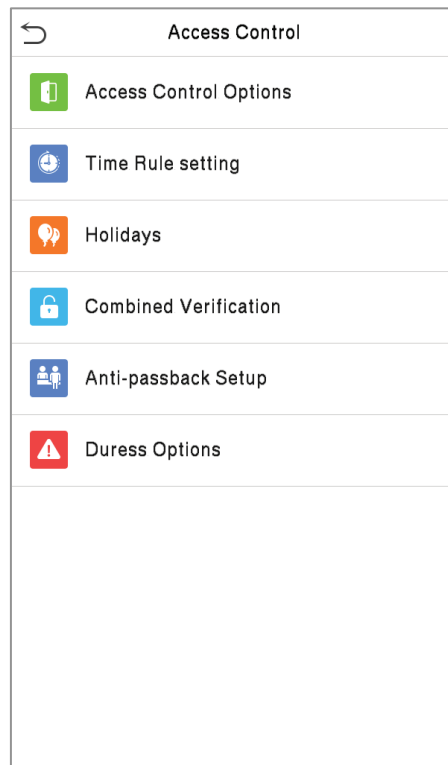 Access Control
Access Control Options
Time Rule setting
Holidays
Combined Verification
Anti-passback Setup
Duress Options